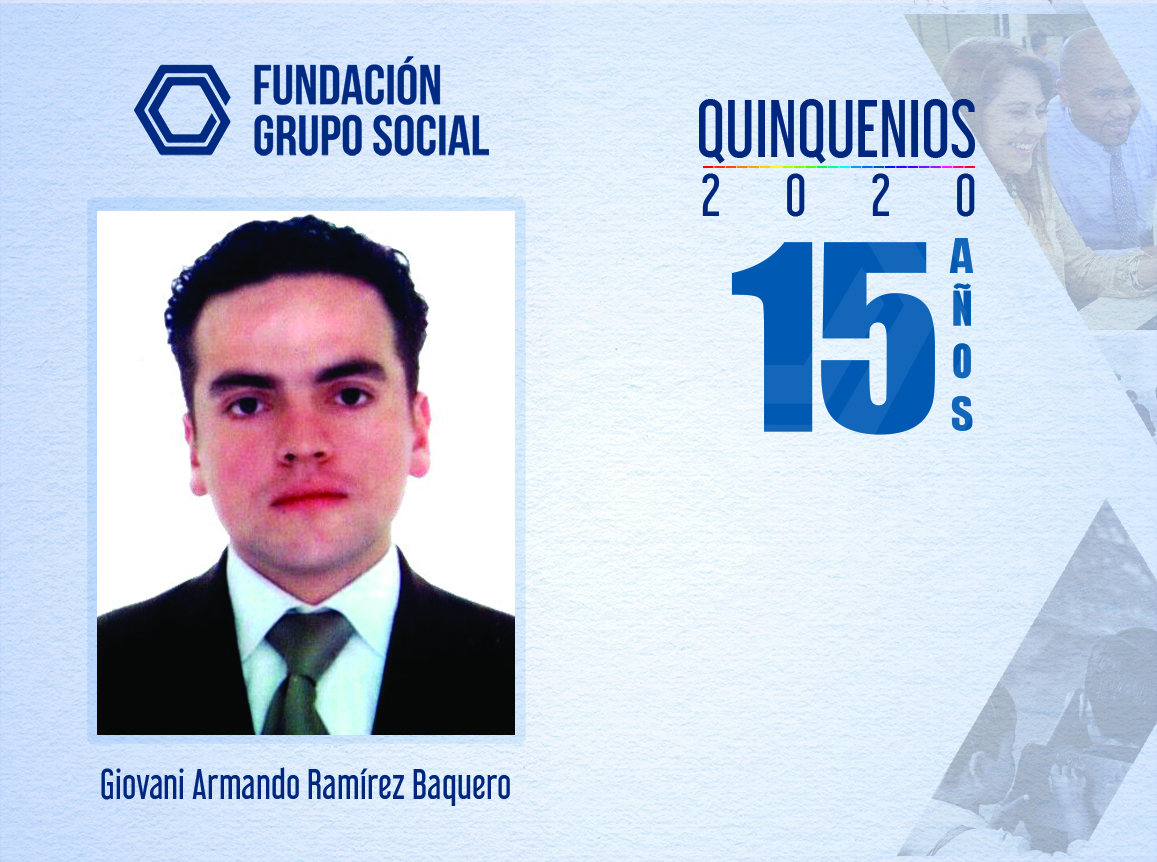 FUNDACIÓN
GRUPO SOCIAL
QUINQUENIOS
2020
15
AÑOS
Giovani Armando Ramírez Baquero